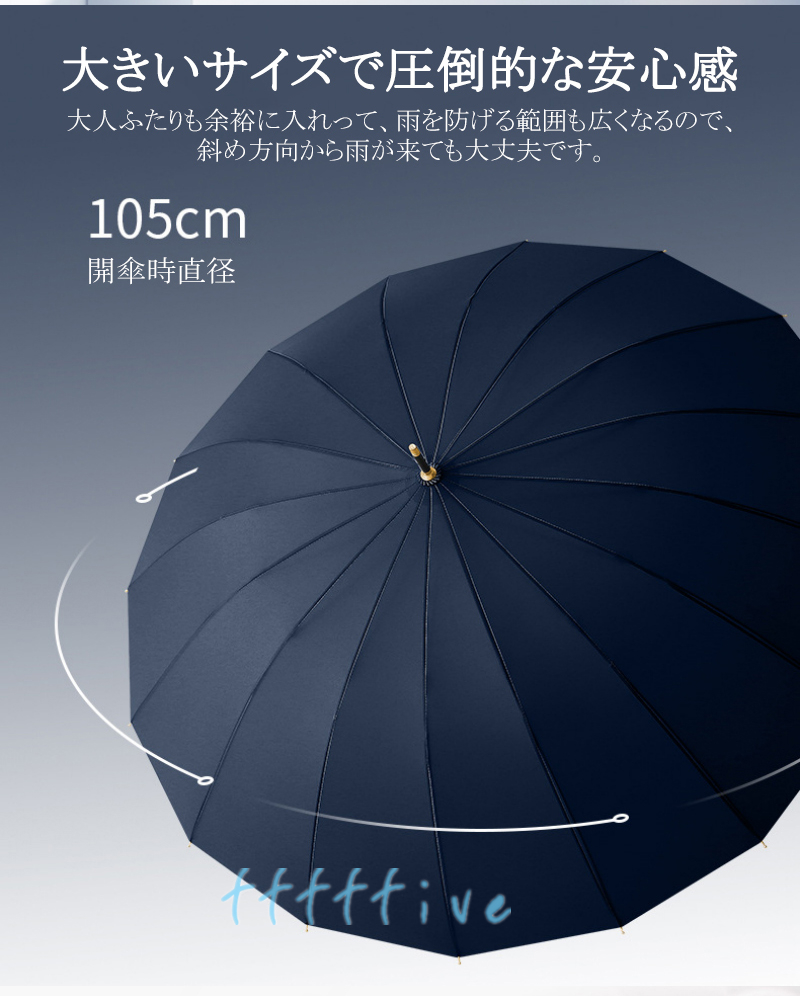 大きいサイズで圧倒的な安心感
大人ふたりも余裕に入れって、雨を防げる範囲も広くなるので、
斜め方向から雨が来ても大丈夫です。
105cm
開傘時直径
ffffffive